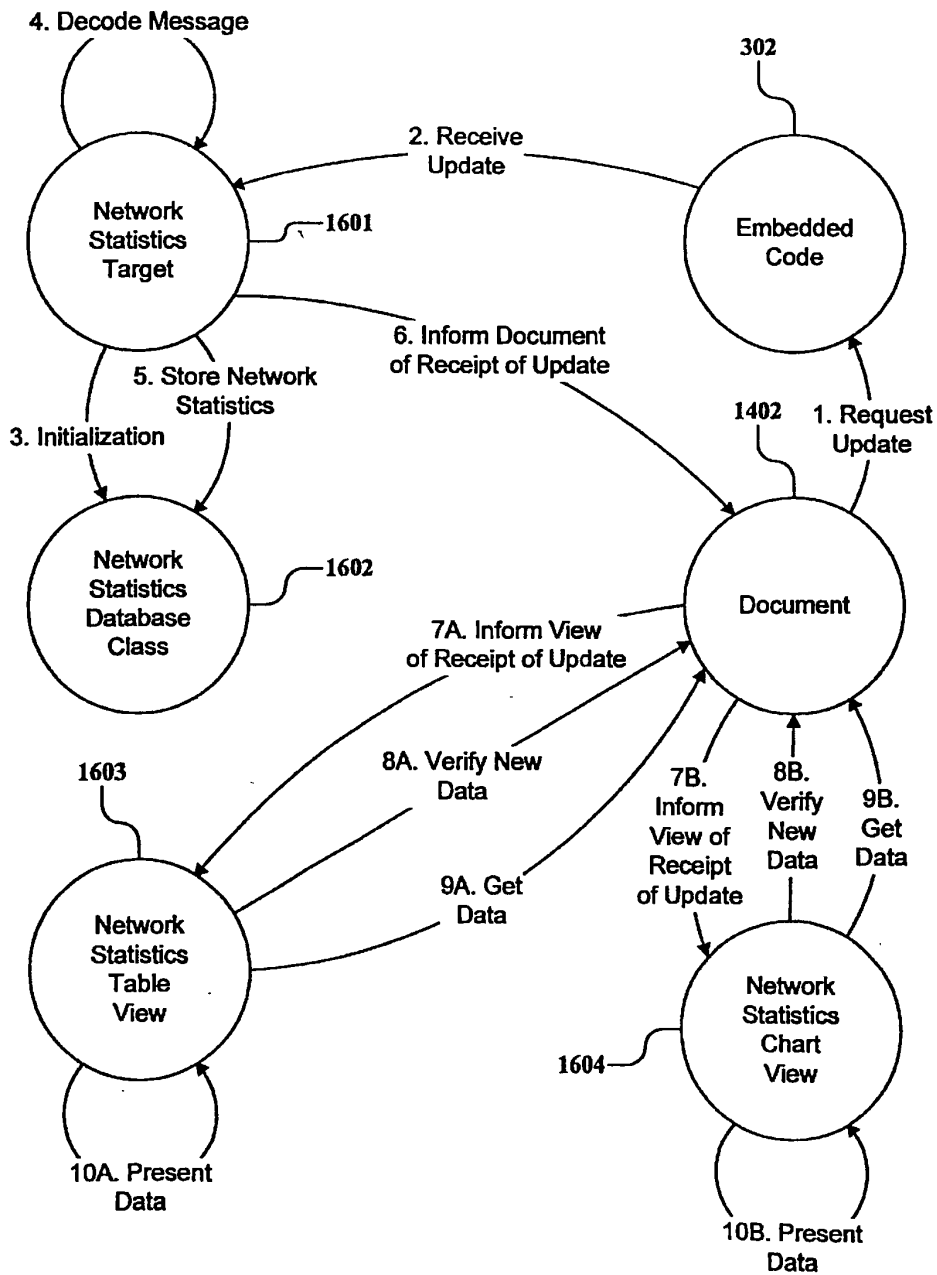 4. Decode Message
302
2. Receive
Update
Network
Statistics
Target
1601
Embedded
Code
6. Inform Document
of Receipt of Update
5. Store Network
Statistics
3. Initialization
1402
1. Request
Update
Network
Statistics
Database
Class
1602
Document
7A. Inform View
of Receipt of Update
8A. Verify New
Data
1603
7B.
Inform
View of
Receipt
of Update
8B.
Verify
New
Data
9B.
Get
Data
9A. Get
Data
Network
Statistics
Table
View
Network
Statistics
Chart
View
1604
10A. Present
Data
10B. Present
Data